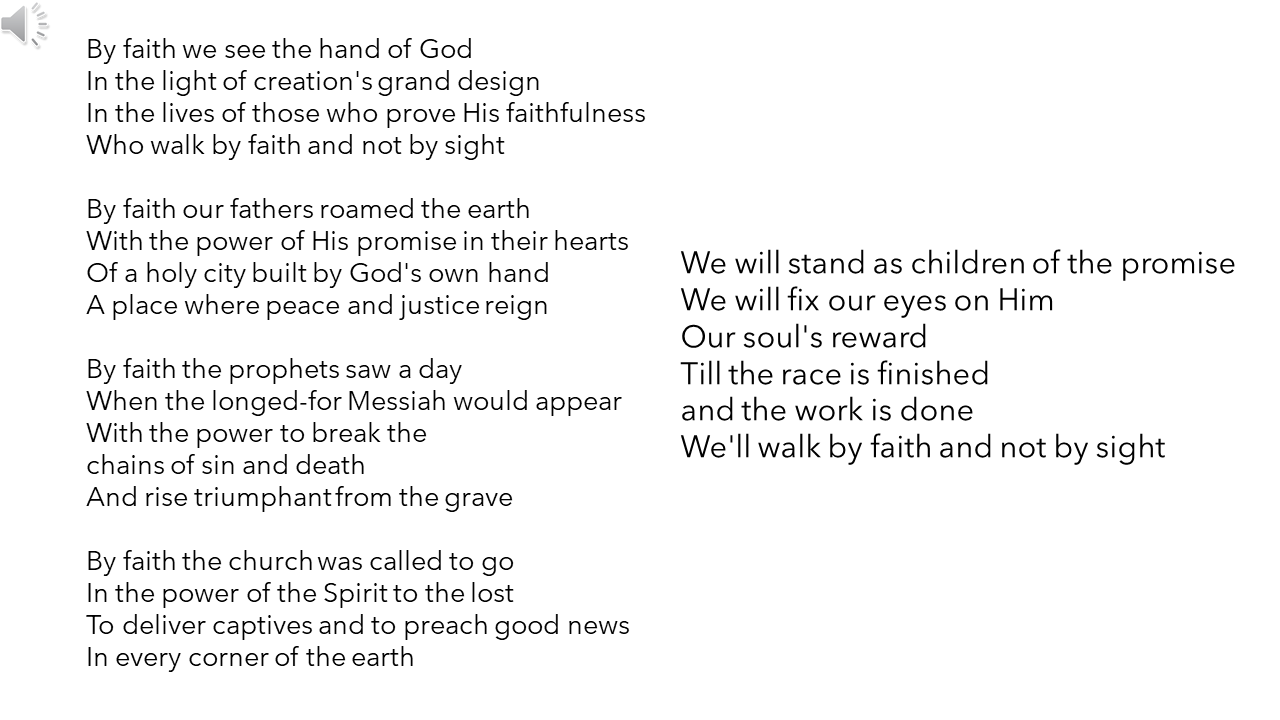 By faith we see the hand of God
In the light of creation's grand design
In the lives of those who prove His faithfulness
Who walk by faith and not by sight
By faith our fathers roamed the earth
With the power of His promise in their hearts
Of a holy city built by God's own hand
A place where peace and justice reign
By faith the prophets saw a day
When the longed-for Messiah would appear
With the power to break the
chains of sin and death
And rise triumphant from the grave
By faith the church was called to go
In the power of the Spirit to the lost
To deliver captives and to preach good news
In every corner of the earth
We will stand as children of the promise
We will fix our eyes on Him
Our soul's reward
Till the race is finished
and the work is done
We'll walk by faith and not by sight